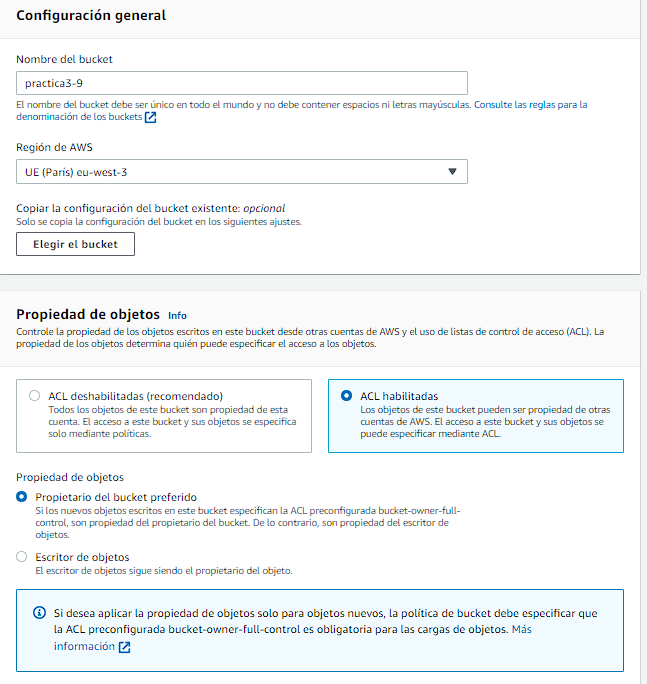 Configuración general
Nombre del bucket
practica3-9
El nombre del bucket debe ser único en todo el mundo y no debe contener espacios ni letras mayúsculas. Consulte las reglas para la
denominación de los buckets
Región de AWS
UE (París) eu-west-3
Copiar la configuración del bucket existente: opcional
Solo se copia la configuración del bucket en los siguientes ajustes.
Elegir el bucket
Propiedad de objetos Info
Controle la propiedad de los objetos escritos en este bucket desde otras cuentas de AWS y el uso de listas de control de acceso (ACL). La
propiedad de los objetos determina quién puede especificar el acceso a los objetos.
ACL deshabilitadas (recomendado)
Todos los objetos de este bucket son propiedad de esta
cuenta. El acceso a este bucket y sus objetos se especifica
solo mediante políticas.
ACL habilitadas
Los objetos de este bucket pueden ser propiedad de otras
cuentas de AWS. El acceso a este bucket y sus objetos se
puede especificar mediante ACL.
Propiedad de objetos
Propietario del bucket preferido
Si los nuevos objetos escritos en este bucket especifican la ACL preconfigurada bucket-owner-full-
control, son propiedad del propietario del bucket. De lo contrario, son propiedad del escritor de
objetos.
Escritor de objetos
El escritor de objetos sigue siendo el propietario del objeto.
Si desea aplicar la propiedad de objetos solo para objetos nuevos, la política de bucket debe especificar que
la ACL preconfigurada bucket-owner-full-control es obligatoria para las cargas de objetos. Más
información